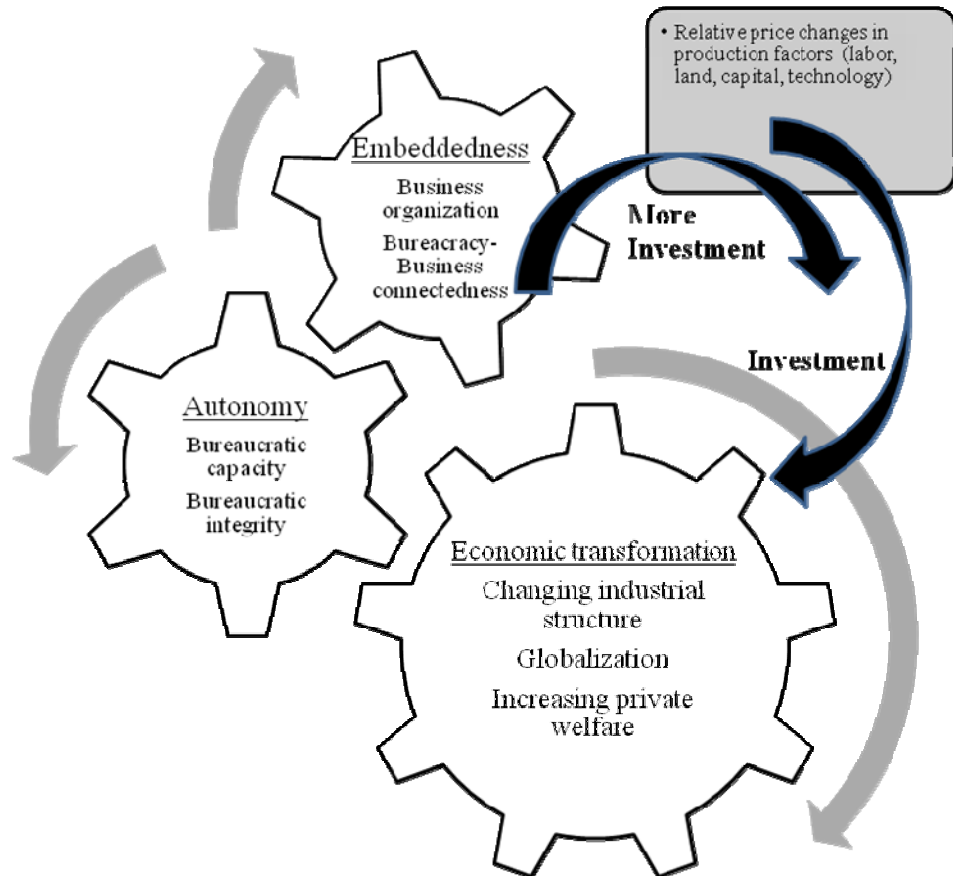 • Relative price changes in
production factors (labor,
land, capital, technology)
Embeddedness
Business
organization
Bureacracy-
Business
connectedness
More
Investment
Investment
Autonomy
Bureaucratic
capacity
Bureaucratic
integrity
Economic transformation
Changing industrial
structure
Globalization
Increasing private
welfare